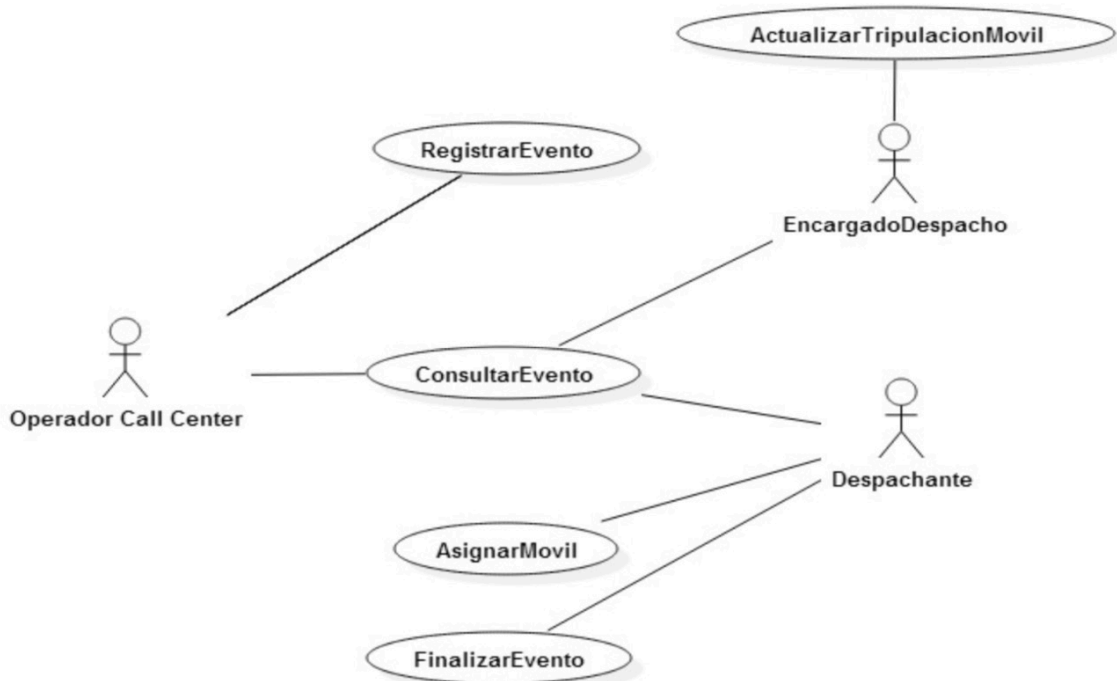 ActualizarTripulacionMovil
RegistrarEvento
EncargadoDespacho
ConsultarEvento
Operador Call Center
Despachante
AsignarMovil
FinalizarEvento